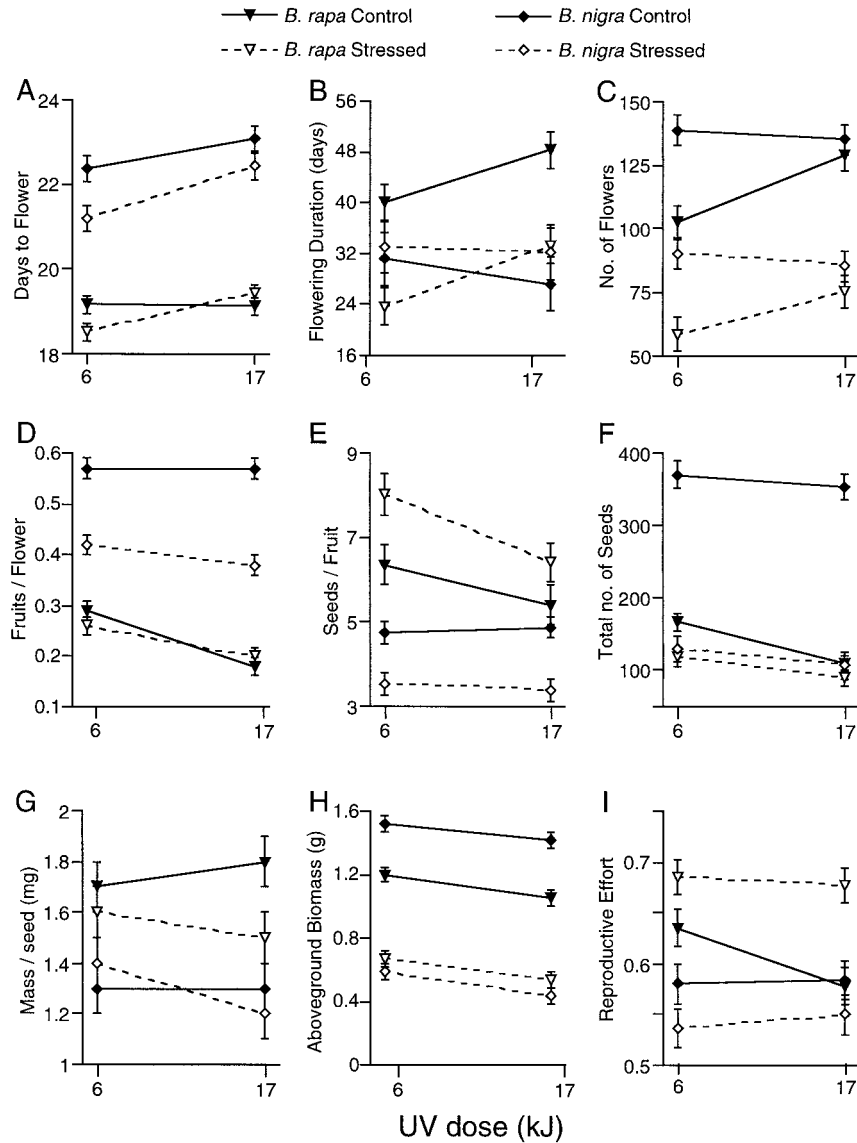 B. rapa Control
B. nigra Control
B. rapa Stressed
B. nigra Stressed
A
Days to Flower
24
22
20
18
6
17
B
Flowering Duration (days)
56
48
40
32
24
16
6
17
C
No. of Flowers
150
125
100
75
50
6
17
D
Fruits / Flower
0.6
0.5
0.4
0.3
0.2
0.1
6
17
E
Seeds / Fruit
9
7
5
3
6
17
F
Total no. of Seeds
400
300
200
100
6
17
G
Mass / seed (mg)
2
1.8
1.6
1.4
1.2
1
6
17
H
Aboveground Biomass (g)
1.6
1.2
0.8
0.4
0
6
17
I
Reproductive Effort
0.7
0.6
0.5
6
17
UV dose (kJ)